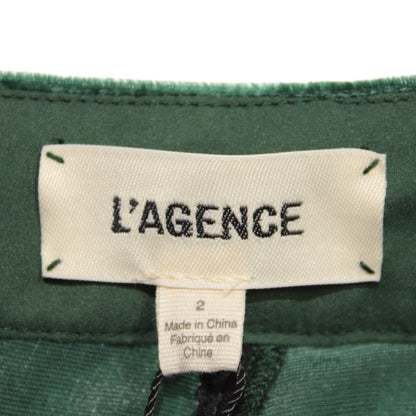 L'AGENCE
2
Made in China
Fabriqué en
Chine